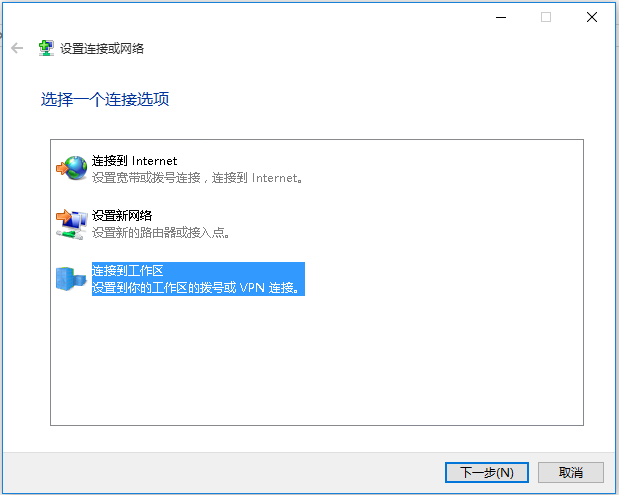 设置连接或网络
选择一个连接选项
连接到 Internet
设置宽带或拨号连接，连接到 Internet。
设置新网络
设置新的路由器或接入点。
连接到工作区
设置到你的工作区的拨号或 VPN 连接。
下一步(N)
取消